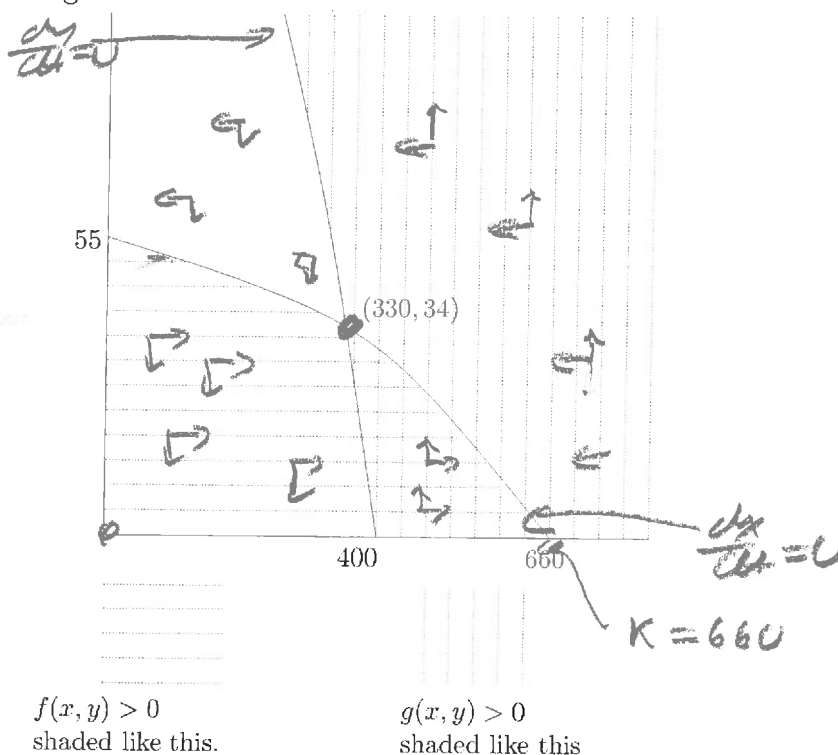 dy/dt = 0
55
(330, 34)
400
660
dx/dt = 0
K = 660
f(x, y) > 0
shaded like this.
g(x, y) > 0
shaded like this